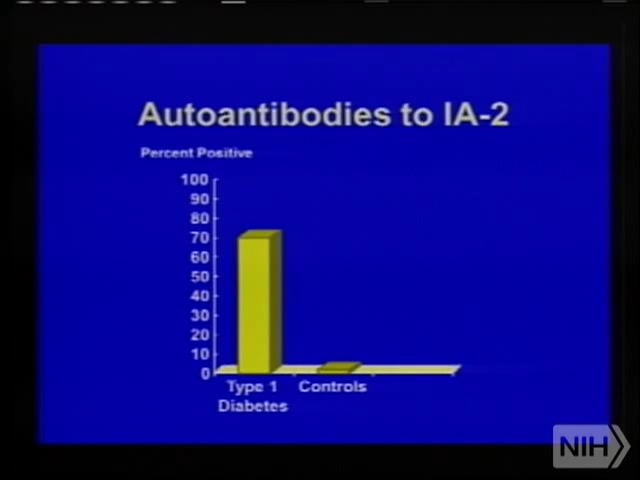 Autoantibodies to IA-2
Percent Positive
100
90
80
70
60
50
40
30
20
10
0
Type 1
Diabetes
Controls
NIH